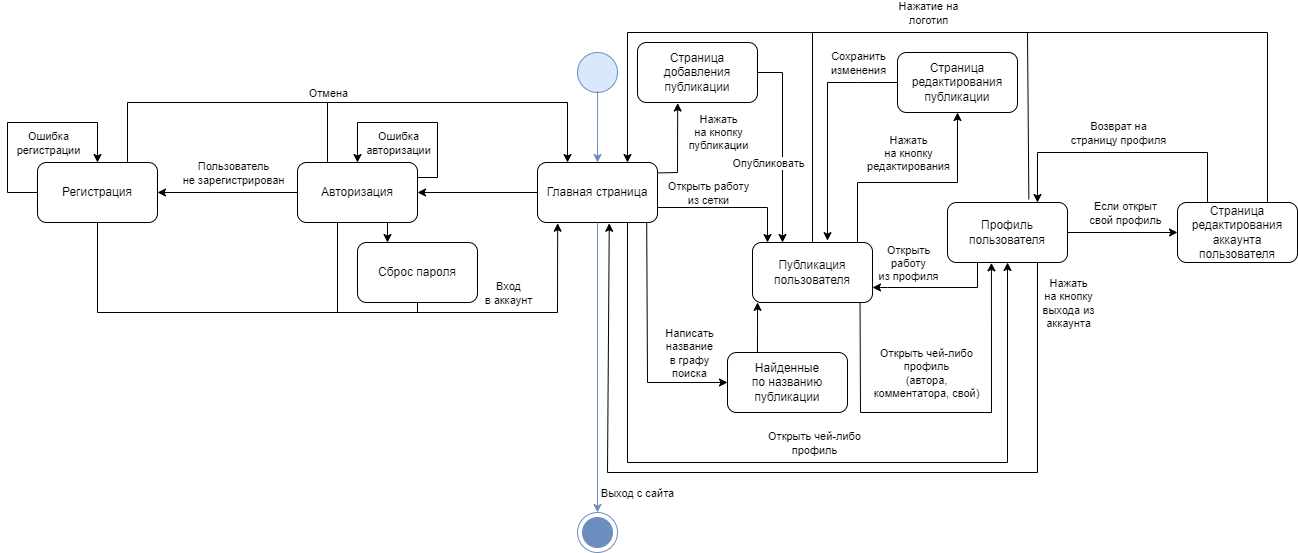 Нажатие на
логотип
Страница
добавления
публикации
Сохранить
изменения
Страница
редактирования
публикации
Отмена
Ошибка
регистрации
Ошибка
авторизации
Нажать
на кнопку
публикации
Нажать
на кнопку
редактирования
Возврат на
страницу профиля
Пользователь
не зарегистрирован
Опубликовать
Регистрация
Авторизация
Главная страница
Открыть работу
из сетки
Профиль
пользователя
Если открыт
свой профиль
Страница
редактирования
аккаунта
пользователя
Сброс пароля
Публикация
пользователя
Открыть
работу
из профиля
Вход
в аккаунт
Нажать
на кнопку
выхода из
аккаунта
Написать
название
в графу
поиска
Найденные
по названию
публикации
Открыть чей-либо
профиль
(автора,
комментатора, свой)
Открыть чей-либо
профиль
Выход с сайта